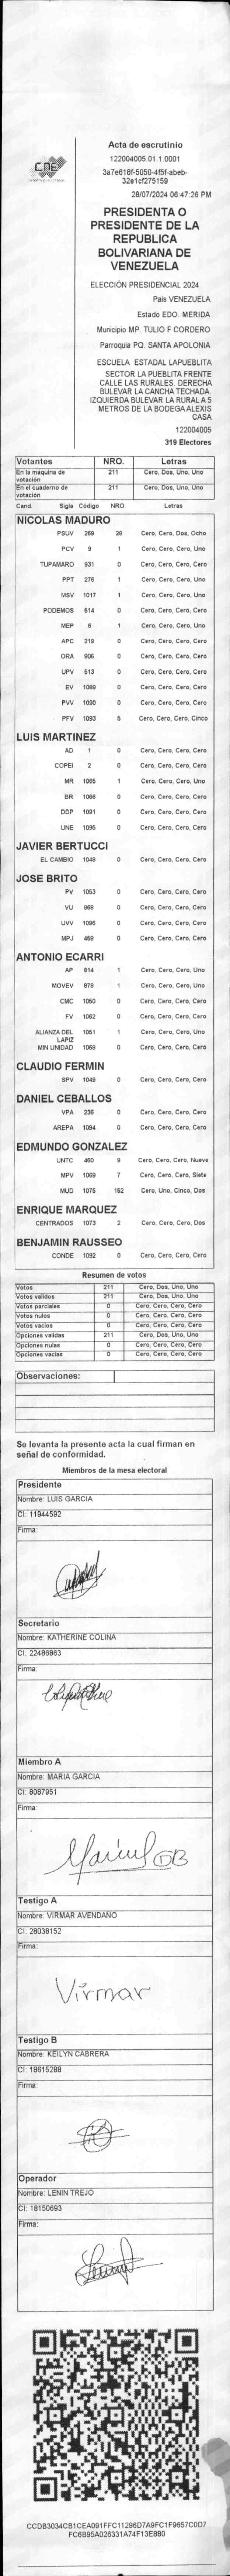 CNE
Acta de escrutinio
122004005.01.1.0001
3a7e618f-5050-4f5f-abeb-
32e1cf275159
28/07/2024 06:47:26 PM
PRESIDENTA O
PRESIDENTE DE LA
REPUBLICA
BOLIVARIANA DE
VENEZUELA
ELECCIÓN PRESIDENCIAL 2024
Pais VENEZUELA
Estado EDO. MERIDA
Municipio MP. TULIO F CORDERO
Parroquia PQ. SANTA APOLONIA
ESCUELA ESTADAL LAPUEBLITA
SECTOR LA PUEBLITA FRENTE
CALLE LAS RURALES. DERECHA
BULEVAR LA CANCHA TECHADA.
IZQUIERDA BULEVAR LA RURAL A 5
METROS DE LA BODEGA ALEXIS
CASA
122004005
319 Electores
Votantes NRO. Letras
En la máquina de votación 211 Cero, Dos, Uno, Uno
En el cuaderno de votación 211 Cero, Dos, Uno, Uno
Cand. Sigla Código NRO. Letras
NICOLAS MADURO
PSUV 269 28 Cero, Cero, Dos, Ocho
PCV 9 1 Cero, Cero, Cero, Uno
TUPAMARO 931 0 Cero, Cero, Cero, Cero
PPT 276 1 Cero, Cero, Cero, Uno
MSV 1017 1 Cero, Cero, Cero, Uno
PODEMOS 514 0 Cero, Cero, Cero, Cero
MEP 6 1 Cero, Cero, Cero, Uno
APC 219 0 Cero, Cero, Cero, Cero
ORA 906 0 Cero, Cero, Cero, Cero
UPV 513 0 Cero, Cero, Cero, Cero
EV 1089 0 Cero, Cero, Cero, Cero
PVV 1090 0 Cero, Cero, Cero, Cero
PFV 1093 5 Cero, Cero, Cero, Cinco
LUIS MARTINEZ
AD 1 0 Cero, Cero, Cero, Cero
COPEI 2 0 Cero, Cero, Cero, Cero
MR 1065 1 Cero, Cero, Cero, Uno
BR 1066 0 Cero, Cero, Cero, Cero
DDP 1091 0 Cero, Cero, Cero, Cero
UNE 1095 0 Cero, Cero, Cero, Cero
JAVIER BERTUCCI
EL CAMBIO 1048 0 Cero, Cero, Cero, Cero
JOSE BRITO
PV 1053 0 Cero, Cero, Cero, Cero
VU 868 0 Cero, Cero, Cero, Cero
UVV 1096 0 Cero, Cero, Cero, Cero
MPJ 458 0 Cero, Cero, Cero, Cero
ANTONIO ECARRI
AP 814 1 Cero, Cero, Cero, Uno
MOVEV 878 1 Cero, Cero, Cero, Uno
CMC 1050 0 Cero, Cero, Cero, Cero
FV 1062 0 Cero, Cero, Cero, Cero
ALIANZA DEL LAPIZ 1051 1 Cero, Cero, Cero, Uno
MIN UNIDAD 1068 0 Cero, Cero, Cero, Cero
CLAUDIO FERMIN
SPV 1049 0 Cero, Cero, Cero, Cero
DANIEL CEBALLOS
VPA 236 0 Cero, Cero, Cero, Cero
AREPA 1094 0 Cero, Cero, Cero, Cero
EDMUNDO GONZALEZ
UNTC 460 9 Cero, Cero, Cero, Nueve
MPV 1069 7 Cero, Cero, Cero, Siete
MUD 1075 152 Cero, Uno, Cinco, Dos
ENRIQUE MARQUEZ
CENTRADOS 1073 2 Cero, Cero, Cero, Dos
BENJAMIN RAUSSEO
CONDE 1092 0 Cero, Cero, Cero, Cero
Resumen de votos
Votos 211 Cero, Dos, Uno, Uno
Votos validos 211 Cero, Dos, Uno, Uno
Votos parciales 0 Cero, Cero, Cero, Cero
Votos nulos 0 Cero, Cero, Cero, Cero
Votos vacios 0 Cero, Cero, Cero, Cero
Opciones validas 211 Cero, Dos, Uno, Uno
Opciones nulas 0 Cero, Cero, Cero, Cero
Opciones vacias 0 Cero, Cero, Cero, Cero
Observaciones:
Se levanta la presente acta la cual firman en
señal de conformidad.
Miembros de la mesa electoral
Presidente
Nombre: LUIS GARCIA
CI: 11944592
Firma:
Secretario
Nombre: KATHERINE COLINA
CI: 22486863
Firma:
Miembro A
Nombre: MARIA GARCIA
CI: 8087951
Firma:
Testigo A
Nombre: VIRMAR AVENDAÑO
CI: 28038152
Firma:
Virmar
Testigo B
Nombre: KEILYN CABRERA
CI: 18615288
Firma:
Operador
Nombre: LENIN TREJO
CI: 18150693
Firma:
CCDB3034CB1CEA091FFC11296D7A9FC1F9657C0D7
FC6B95A026331A74F13E880